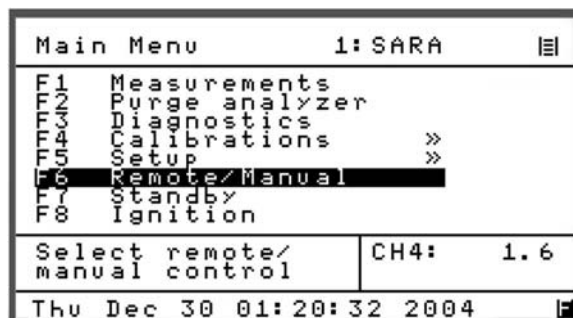 Main Menu 1:SARA
F1 Measurements
F2 Purge analyzer
F3 Diagnostics
F4 Calibrations »
F5 Setup »
F6 Remote/Manual
F7 Standby
F8 Ignition
Select remote/
manual control
CH4: 1.6
Thu Dec 30 01:20:32 2004